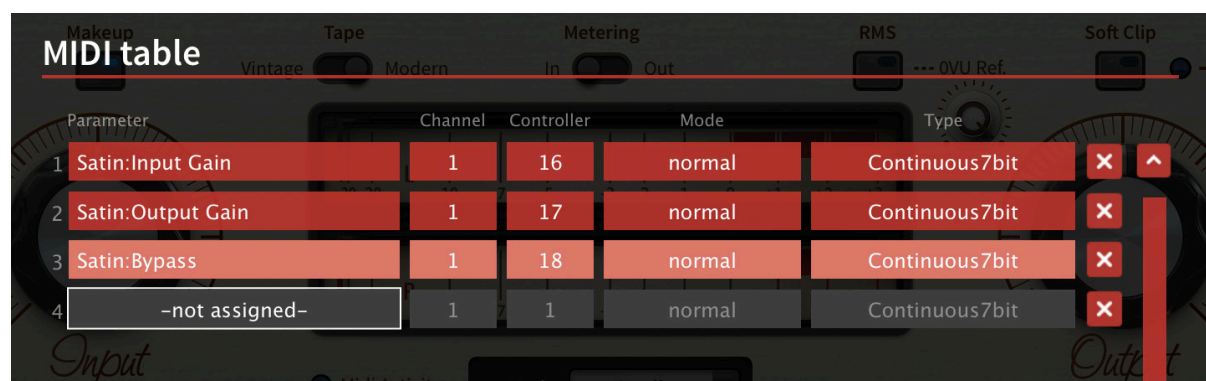 Makeup Tape Metering RMS Soft Clip
MIDI table
Vintage Modern In Out --- 0VU Ref.
Parameter Channel Controller Mode Type
1 Satin:Input Gain 1 16 normal Continuous7bit
2 Satin:Output Gain 1 17 normal Continuous7bit
3 Satin:Bypass 1 18 normal Continuous7bit
4 –not assigned– 1 1 normal Continuous7bit
Input Output